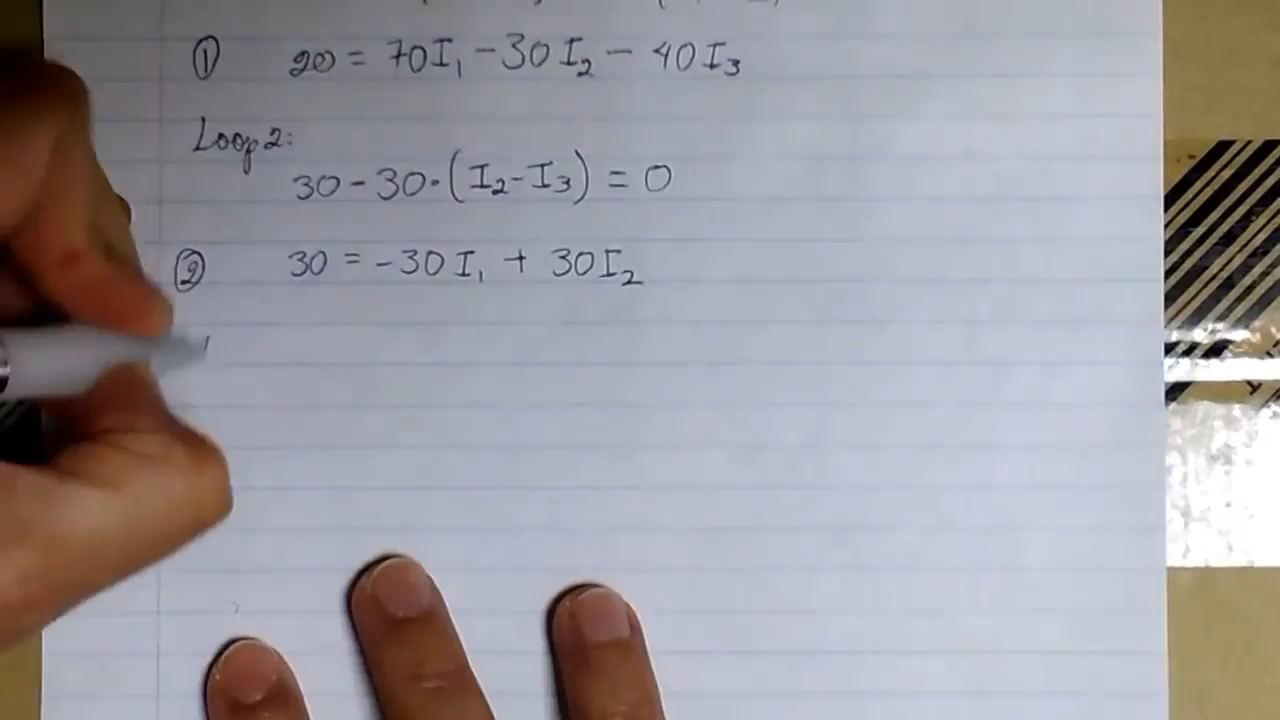 ① 20 = 70I₁ - 30I₂ - 40I₃
Loop 2:
30 - 30·(I₂-I₃) = 0
② 30 = -30I₁ + 30I₂